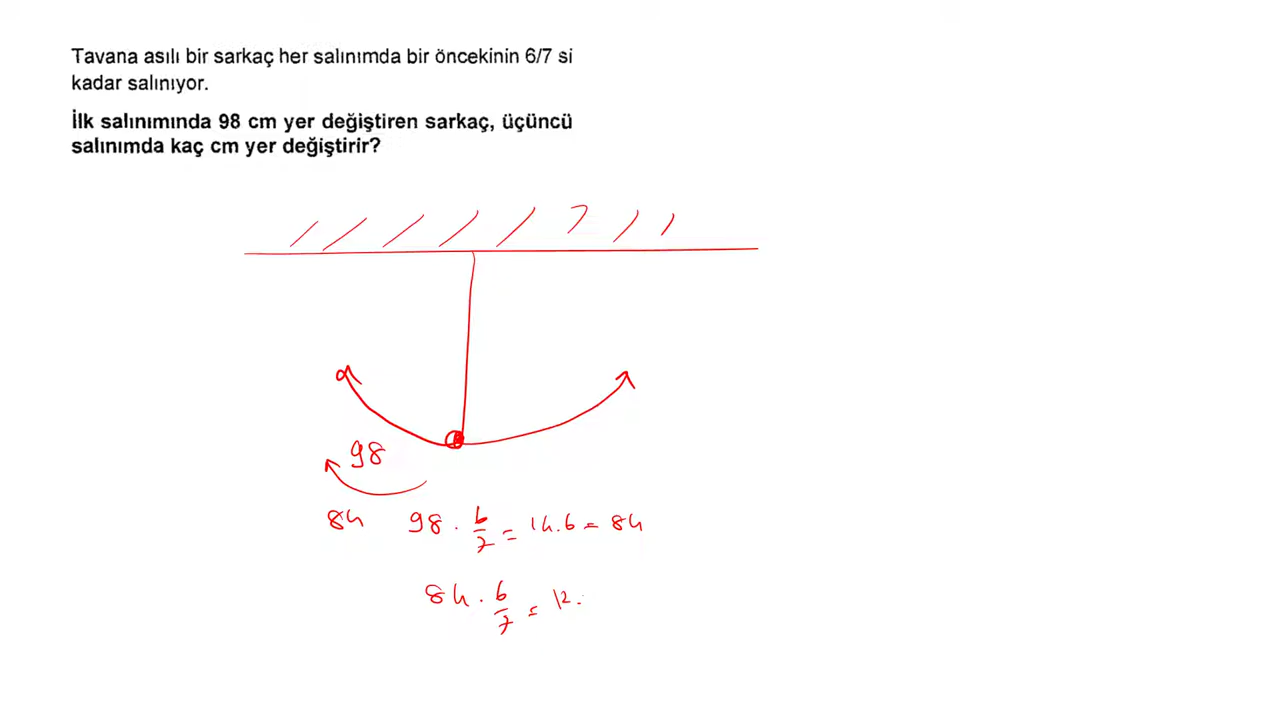 Tavana asılı bir sarkaç her salınımda bir öncekinin 6/7 si
kadar salınıyor.
İlk salınımında 98 cm yer değiştiren sarkaç, üçüncü
salınımda kaç cm yer değiştirir?
98
84 98 . 6/7 = 14.6 = 84
84 . 6/7 = 12.